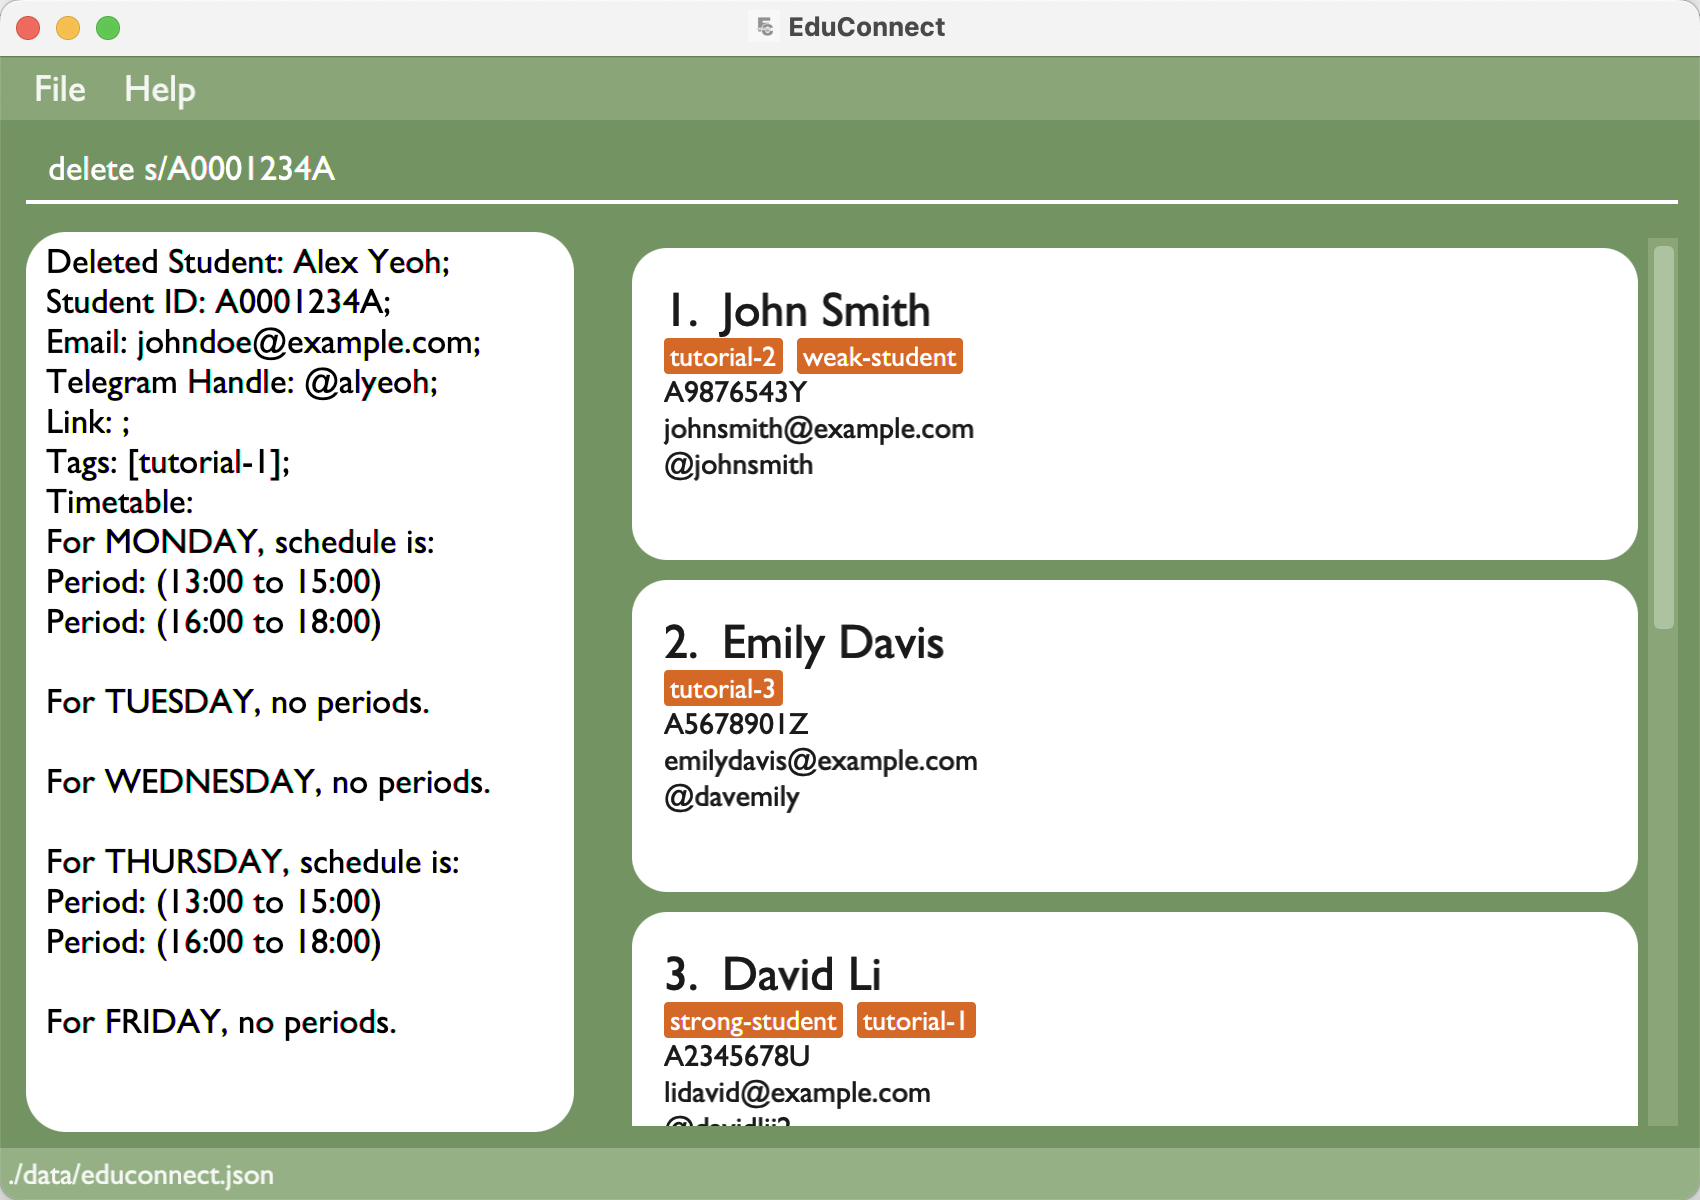 EduConnect
File Help
delete s/A0001234A
Deleted Student: Alex Yeoh;
Student ID: A0001234A;
Email: johndoe@example.com;
Telegram Handle: @alyeoh;
Link: ;
Tags: [tutorial-1];
Timetable:
For MONDAY, schedule is:
Period: (13:00 to 15:00)
Period: (16:00 to 18:00)
For TUESDAY, no periods.
For WEDNESDAY, no periods.
For THURSDAY, schedule is:
Period: (13:00 to 15:00)
Period: (16:00 to 18:00)
For FRIDAY, no periods.
1. John Smith
tutorial-2 weak-student
A9876543Y
johnsmith@example.com
@johnsmith
2. Emily Davis
tutorial-3
A5678901Z
emilydavis@example.com
@davemily
3. David Li
strong-student tutorial-1
A2345678U
lidavid@example.com
./data/educonnect.json